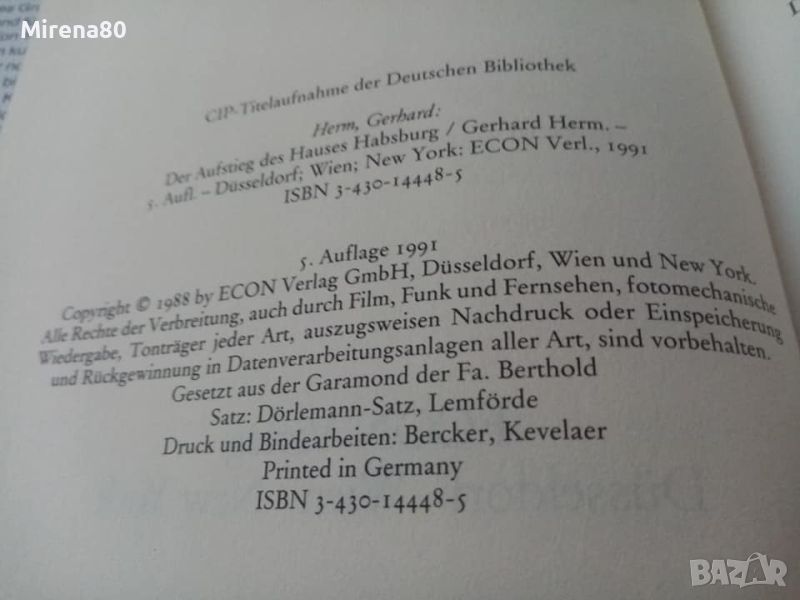 Mirena80
CIP-Titelaufnahme der Deutschen Bibliothek
Herm, Gerhard:
Der Aufstieg des Hauses Habsburg / Gerhard Herm. –
5. Aufl. – Düsseldorf; Wien; New York: ECON Verl., 1991
ISBN 3-430-14448-5
5. Auflage 1991
Copyright © 1988 by ECON Verlag GmbH, Düsseldorf, Wien und New York.
Alle Rechte der Verbreitung, auch durch Film, Funk und Fernsehen, fotomechanische
Wiedergabe, Tonträger jeder Art, auszugsweisen Nachdruck oder Einspeicherung
und Rückgewinnung in Datenverarbeitungsanlagen aller Art, sind vorbehalten.
Gesetzt aus der Garamond der Fa. Berthold
Satz: Dörlemann-Satz, Lemförde
Druck und Bindearbeiten: Bercker, Kevelaer
Printed in Germany
ISBN 3-430-14448-5
BAZAR